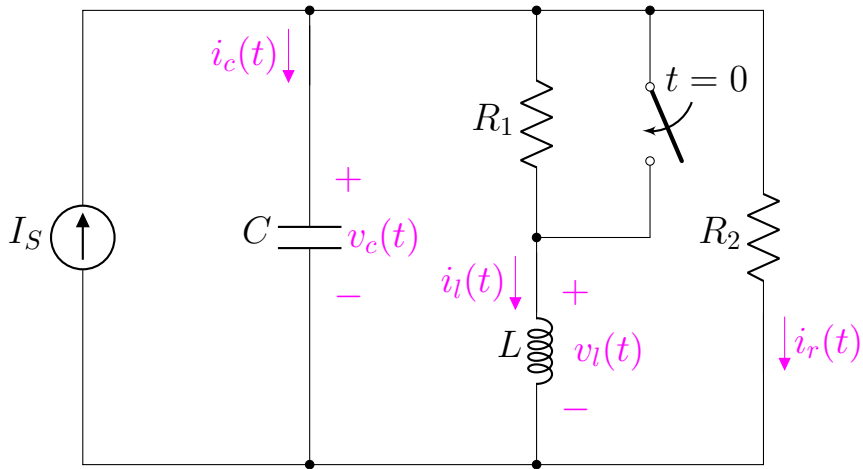 i_c(t)
t = 0
R_1
+
I_S
C
v_c(t)
R_2
−
i_l(t)
+
L
v_l(t)
i_r(t)
−